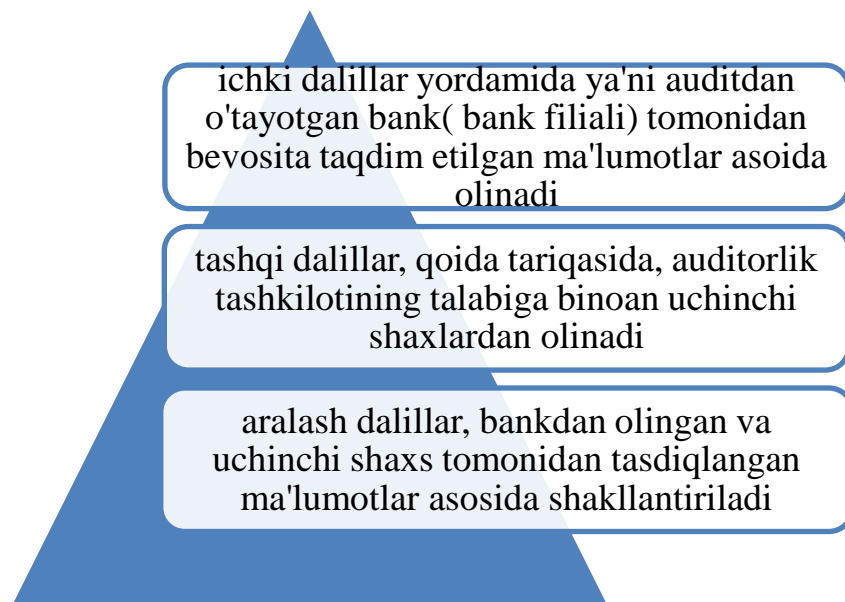 ichki dalillar yordamida ya'ni auditdan
o'tayotgan bank( bank filiali) tomonidan
bevosita taqdim etilgan ma'lumotlar asoida
olinadi
tashqi dalillar, qoida tariqasida, auditorlik
tashkilotining talabiga binoan uchinchi
shaxlardan olinadi
aralash dalillar, bankdan olingan va
uchinchi shaxs tomonidan tasdiqlangan
ma'lumotlar asosida shakllantiriladi